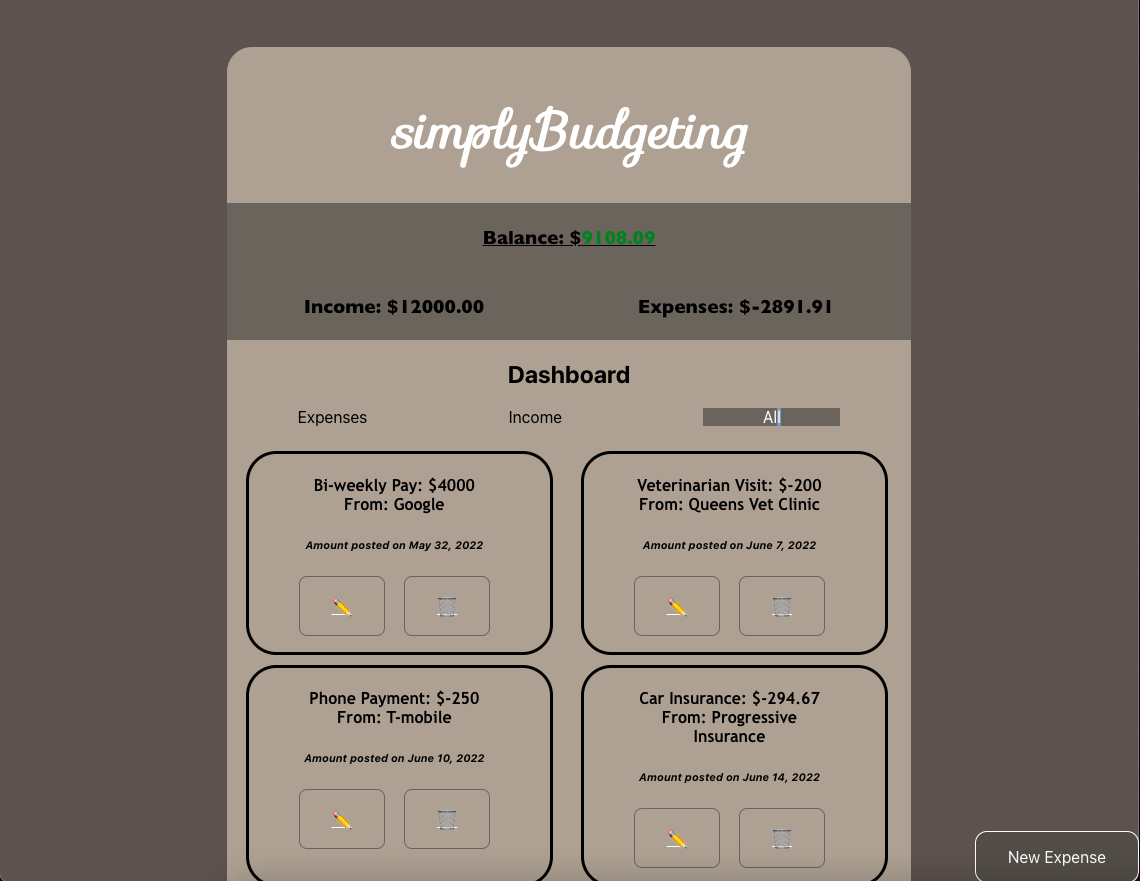 simplyBudgeting
Balance: $9108.09
Income: $12000.00
Expenses: $-2891.91
Dashboard
Expenses
Income
All
Bi-weekly Pay: $4000
From: Google
Amount posted on May 32, 2022
Veterinarian Visit: $-200
From: Queens Vet Clinic
Amount posted on June 7, 2022
Phone Payment: $-250
From: T-mobile
Amount posted on June 10, 2022
Car Insurance: $-294.67
From: Progressive
Insurance
Amount posted on June 14, 2022
New Expense